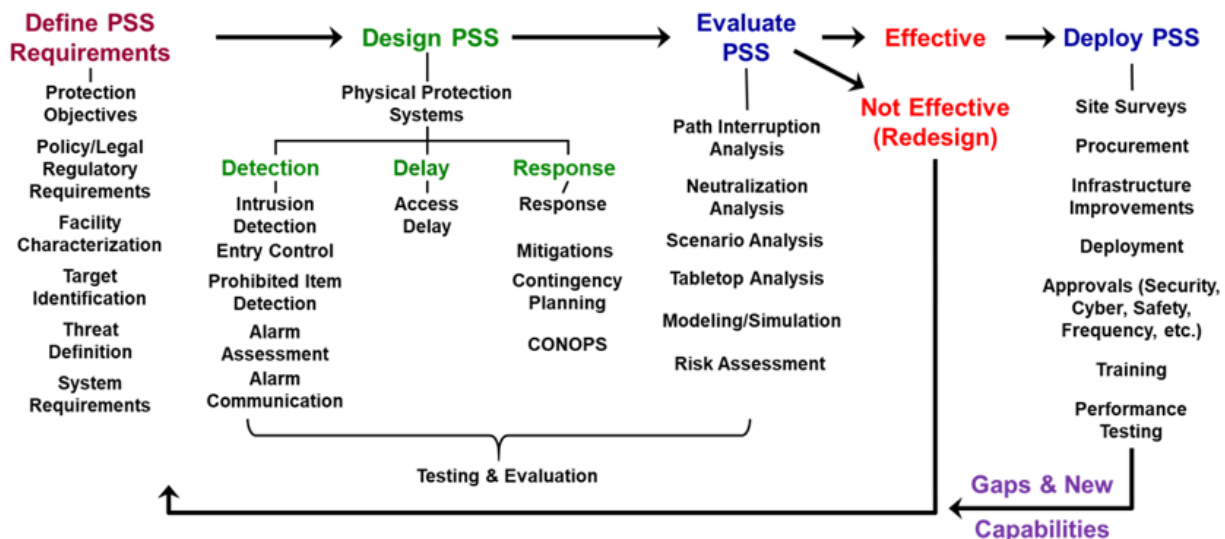 Define PSS
Requirements
Protection
Objectives
Policy/Legal
Regulatory
Requirements
Facility
Characterization
Target
Identification
Threat
Definition
System
Requirements
Design PSS
Physical Protection
Systems
Detection
Intrusion
Detection
Entry Control
Prohibited Item
Detection
Alarm
Assessment
Alarm
Communication
Delay
Access
Delay
Response
Response
Mitigations
Contingency
Planning
CONOPS
Testing & Evaluation
Evaluate
PSS
Path Interruption
Analysis
Neutralization
Analysis
Scenario Analysis
Tabletop Analysis
Modeling/Simulation
Risk Assessment
Effective
Not Effective
(Redesign)
Deploy PSS
Site Surveys
Procurement
Infrastructure
Improvements
Deployment
Approvals (Security,
Cyber, Safety,
Frequency, etc.)
Training
Performance
Testing
Gaps & New
Capabilities